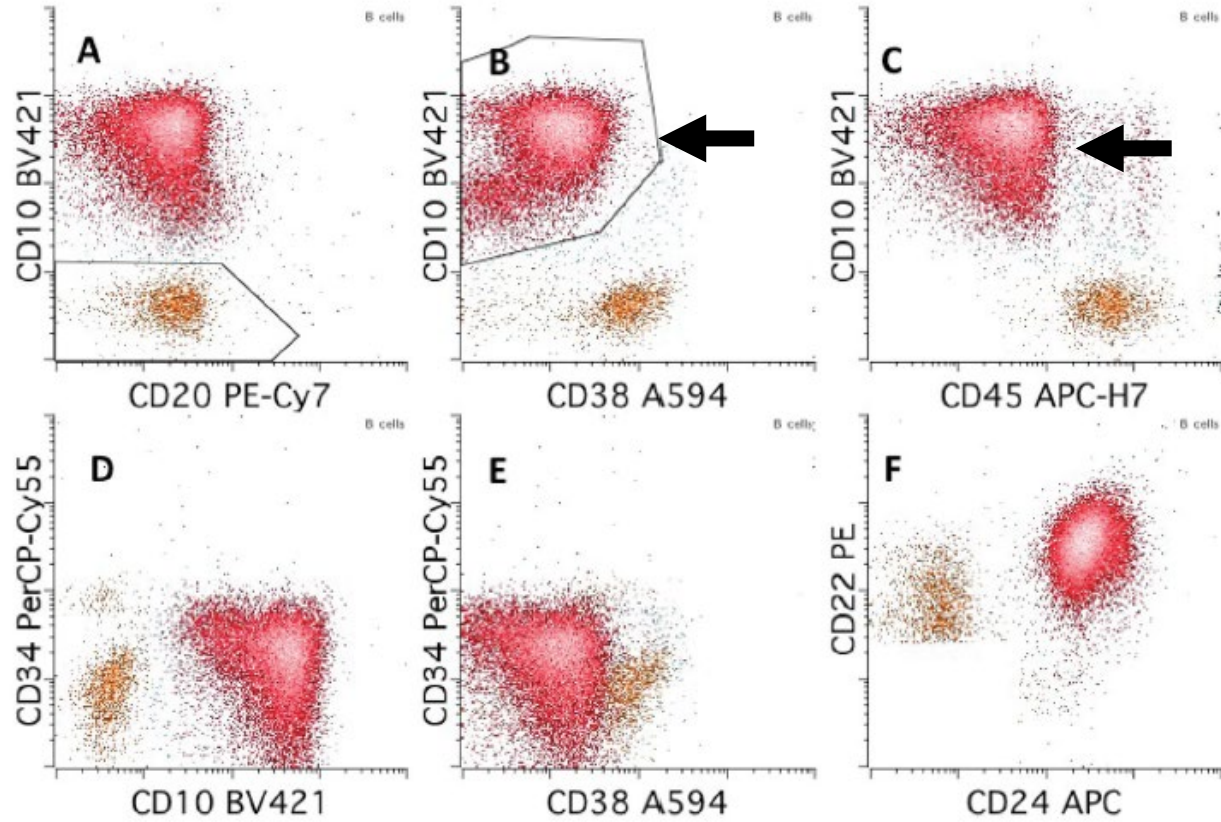 A
B cells
CD10 BV421
CD20 PE-Cy7
B
B cells
CD10 BV421
CD38 A594
C
B cells
CD10 BV421
CD45 APC-H7
D
B cells
CD34 PerCP-Cy55
CD10 BV421
E
B cells
CD34 PerCP-Cy55
CD38 A594
F
B cells
CD22 PE
CD24 APC